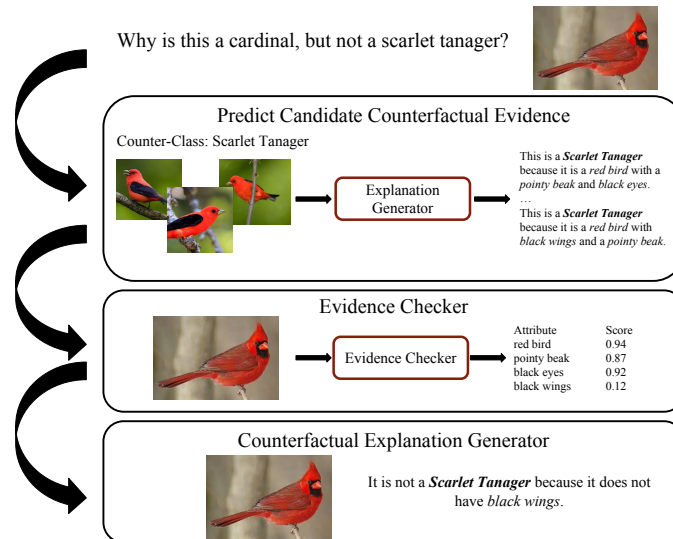 Why is this a cardinal, but not a scarlet tanager?
Predict Candidate Counterfactual Evidence
Counter-Class: Scarlet Tanager
Explanation
Generator
This is a Scarlet Tanager
because it is a red bird with a
pointy beak and black eyes.
…
This is a Scarlet Tanager
because it is a red bird with
black wings and a pointy beak.
Evidence Checker
Evidence Checker
Attribute Score
red bird 0.94
pointy beak 0.87
black eyes 0.92
black wings 0.12
Counterfactual Explanation Generator
It is not a Scarlet Tanager because it does not
have black wings.